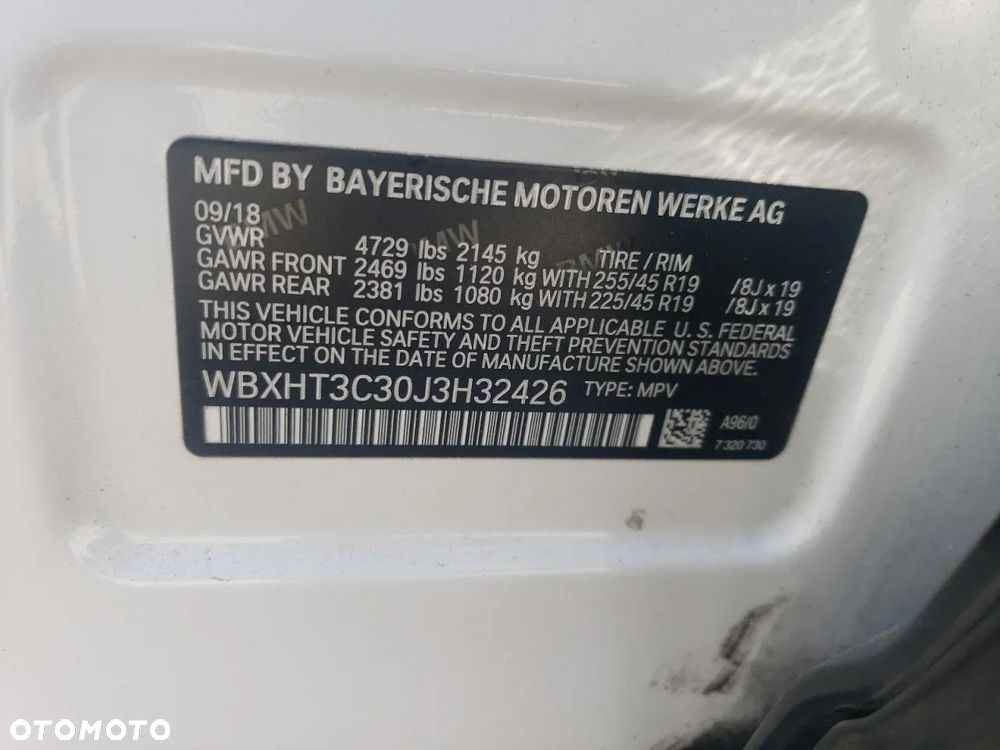 MFD BY BAYERISCHE MOTOREN WERKE AG
09/18
GVWR 4729 lbs 2145 kg TIRE / RIM
GAWR FRONT 2469 lbs 1120 kg WITH 255/45 R19 /8J x 19
GAWR REAR 2381 lbs 1080 kg WITH 225/45 R19 /8J x 19
THIS VEHICLE CONFORMS TO ALL APPLICABLE U. S. FEDERAL
MOTOR VEHICLE SAFETY AND THEFT PREVENTION STANDARDS
IN EFFECT ON THE DATE OF MANUFACTURE SHOWN ABOVE.
WBXHT3C30J3H32426 TYPE: MPV
A96/0
7 320 730
OTOMOTO